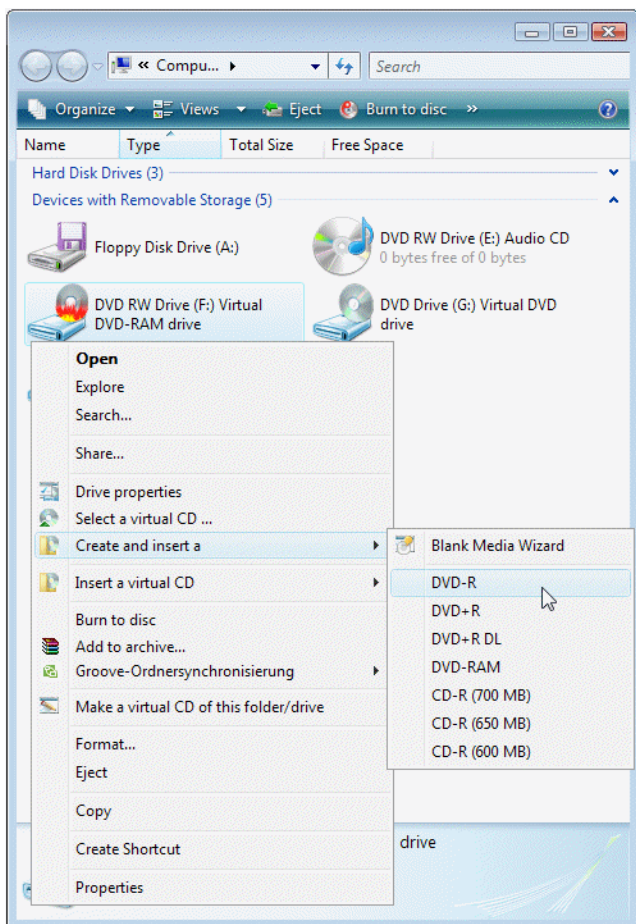 « Compu...
Search
Organize Views Eject Burn to disc »
Name Type Total Size Free Space
Hard Disk Drives (3)
Devices with Removable Storage (5)
Floppy Disk Drive (A:)
DVD RW Drive (E:) Audio CD
0 bytes free of 0 bytes
DVD RW Drive (F:) Virtual
DVD-RAM drive
DVD Drive (G:) Virtual DVD
drive
Open
Explore
Search...
Share...
Drive properties
Select a virtual CD ...
Create and insert a
Insert a virtual CD
Burn to disc
Add to archive...
Groove-Ordnersynchronisierung
Make a virtual CD of this folder/drive
Format...
Eject
Copy
Create Shortcut
Properties
Blank Media Wizard
DVD-R
DVD+R
DVD+R DL
DVD-RAM
CD-R (700 MB)
CD-R (650 MB)
CD-R (600 MB)
drive